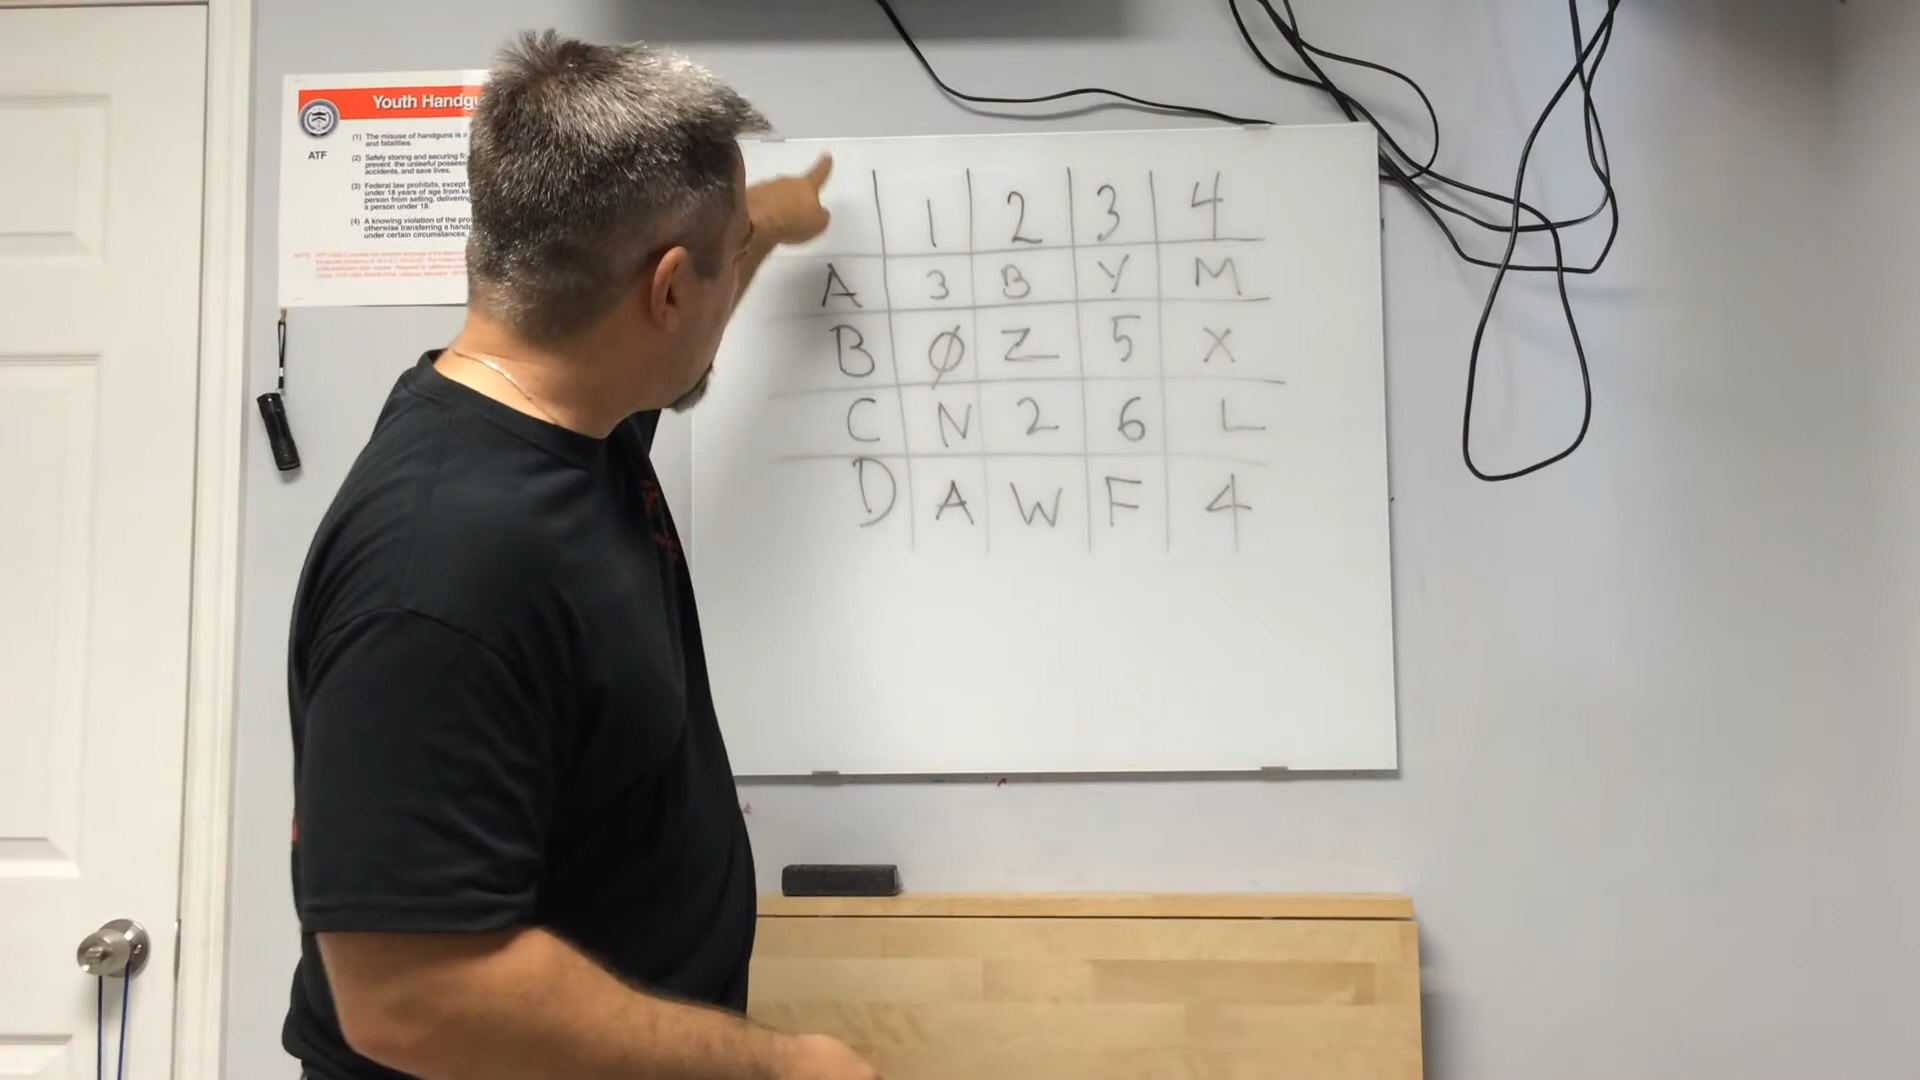 Youth Handgu
ATF
(1) The misuse of handguns is a
and fatalities.
(2) Safely storing and securing fi
prevent the unlawful possess
accidents, and save lives.
(3) Federal law prohibits, except
under 18 years of age from kn
person from selling, delivering
a person under 18.
(4) A knowing violation of the pro
otherwise transferring a handg
under certain circumstances,
1 2 3 4
A 3 B Y M
B Ø Z 5 X
C N 2 6 L
D A W F 4